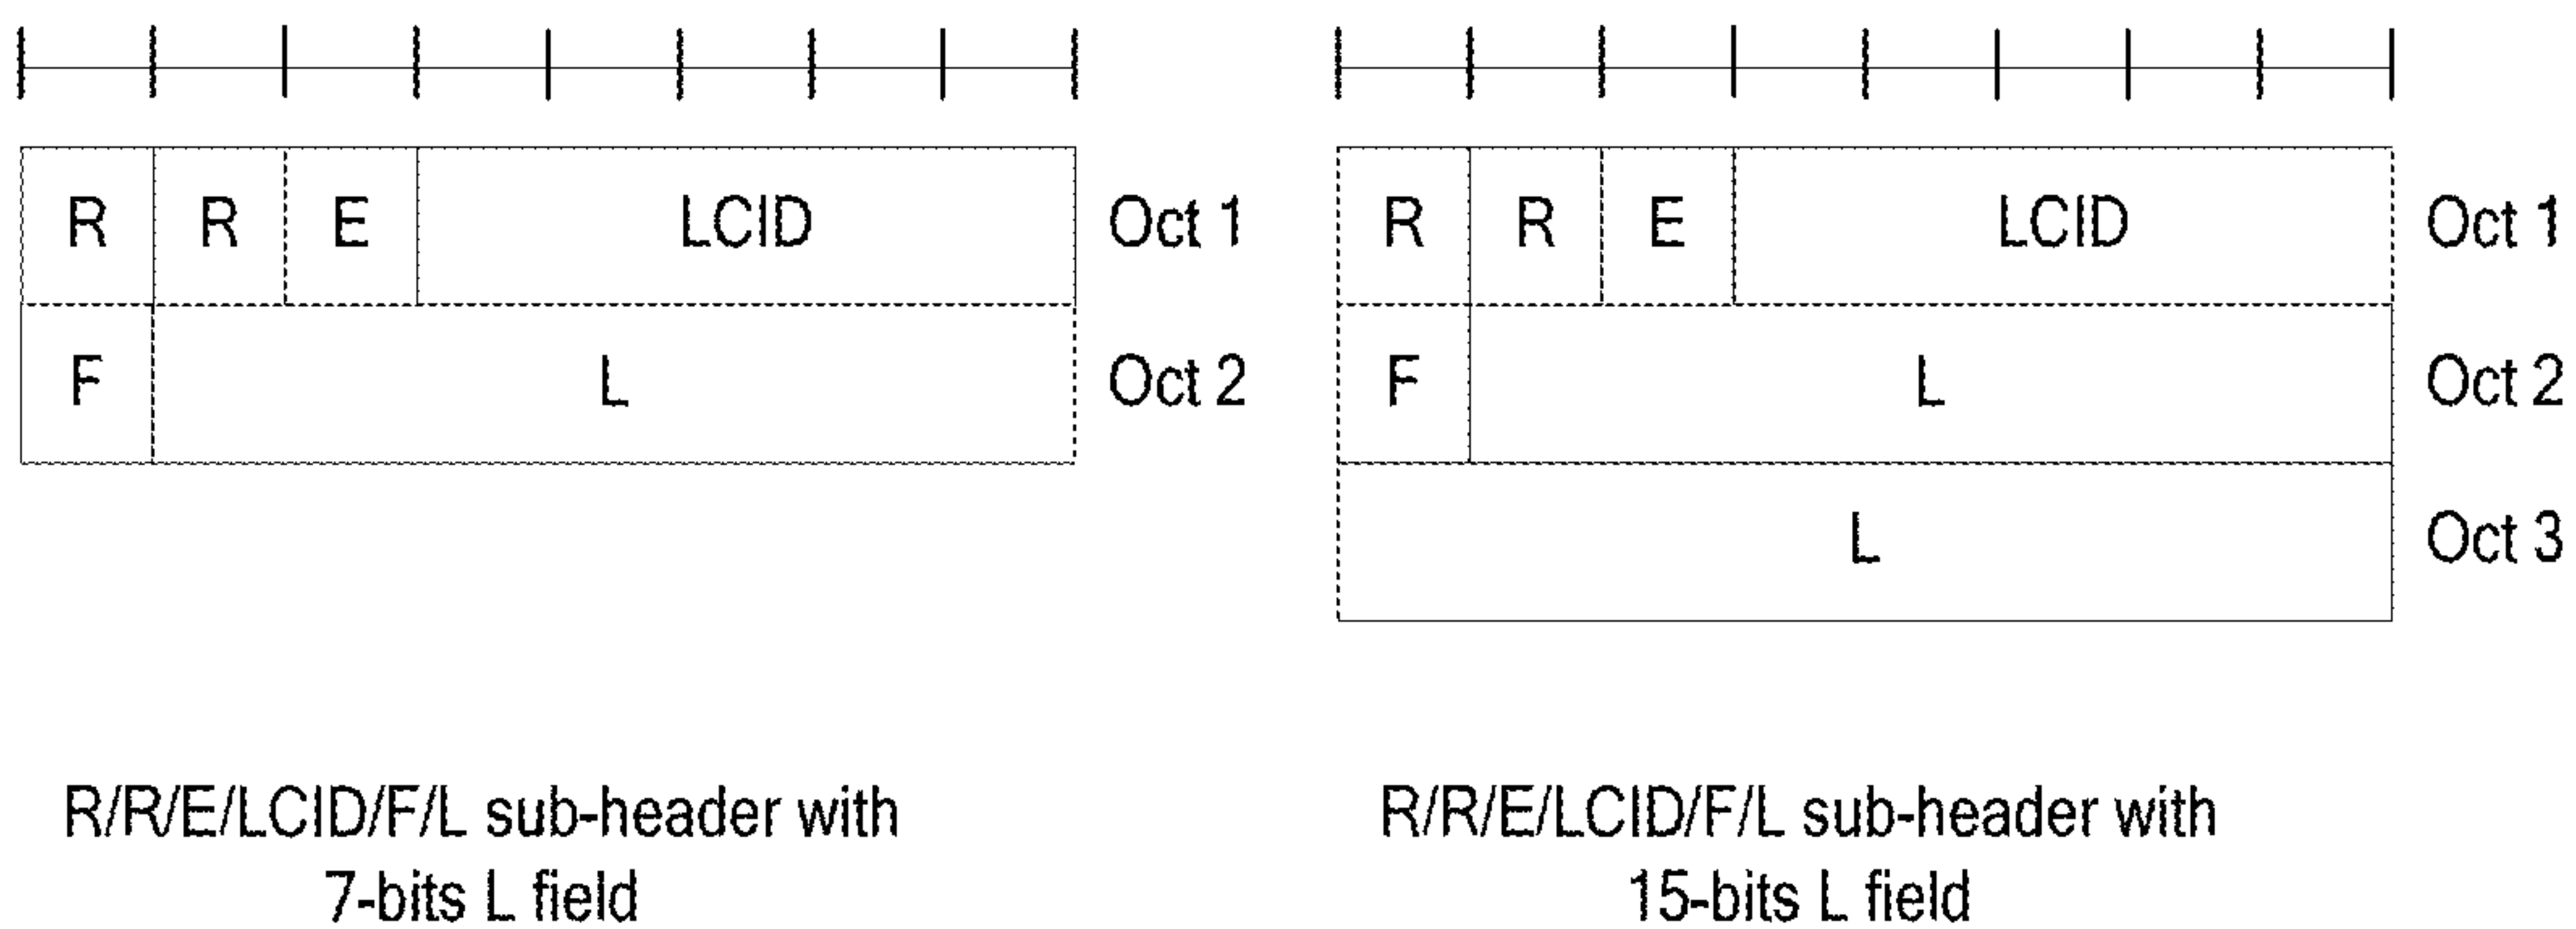 R R E LCID Oct 1
F L Oct 2
R/R/E/LCID/F/L sub-header with
7-bits L field
R R E LCID Oct 1
F L Oct 2
L Oct 3
R/R/E/LCID/F/L sub-header with
15-bits L field